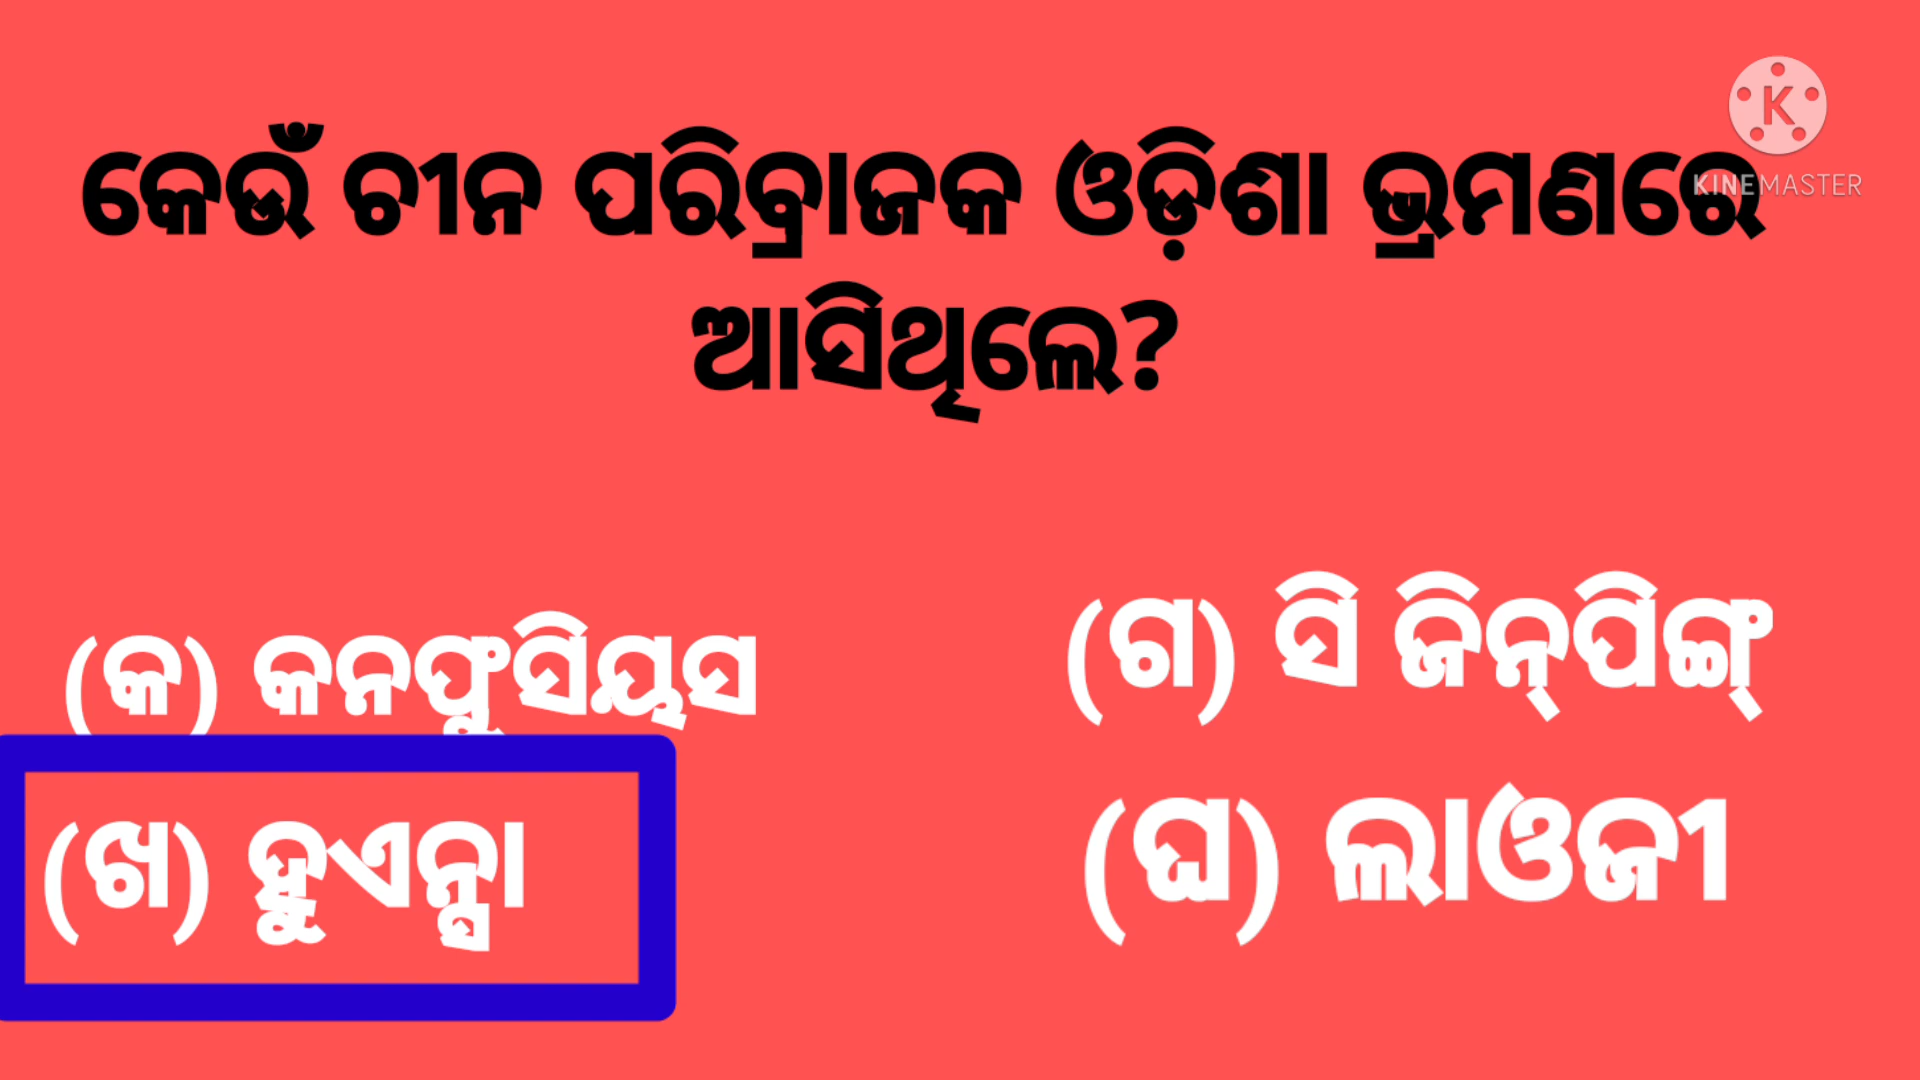 କେଉଁ ଚୀନ ପରିବ୍ରାଜକ ଓଡ଼ିଶା ଭ୍ରମଣରେ
ଆସିଥିଲେ?
(କ) କନଫୁସିୟସ
(ଖ) ହୁଏନ୍ସା
(ଗ) ସି ଜିନ୍‌ପିଙ୍ଗ୍
(ଘ) ଲାଓଜୀ
K
KINEMASTER